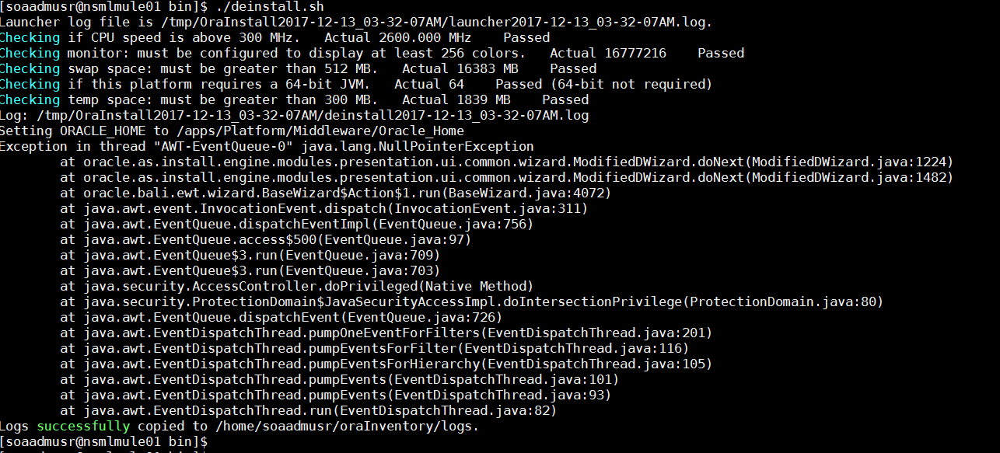 [soaadmusr@nsmlmule01 bin]$ ./deinstall.sh
Launcher log file is /tmp/OraInstall2017-12-13_03-32-07AM/launcher2017-12-13_03-32-07AM.log.
Checking if CPU speed is above 300 MHz.   Actual 2600.000 MHz    Passed
Checking monitor: must be configured to display at least 256 colors.   Actual 16777216    Passed
Checking swap space: must be greater than 512 MB.   Actual 16383 MB    Passed
Checking if this platform requires a 64-bit JVM.   Actual 64    Passed (64-bit not required)
Checking temp space: must be greater than 300 MB.   Actual 1839 MB    Passed
Log: /tmp/OraInstall2017-12-13_03-32-07AM/deinstall2017-12-13_03-32-07AM.log
Setting ORACLE_HOME to /apps/Platform/Middleware/Oracle_Home
Exception in thread "AWT-EventQueue-0" java.lang.NullPointerException
        at oracle.as.install.engine.modules.presentation.ui.common.wizard.ModifiedDWizard.doNext(ModifiedDWizard.java:1224)
        at oracle.as.install.engine.modules.presentation.ui.common.wizard.ModifiedDWizard.doNext(ModifiedDWizard.java:1482)
        at oracle.bali.ewt.wizard.BaseWizard$Action$1.run(BaseWizard.java:4072)
        at java.awt.event.InvocationEvent.dispatch(InvocationEvent.java:311)
        at java.awt.EventQueue.dispatchEventImpl(EventQueue.java:756)
        at java.awt.EventQueue.access$500(EventQueue.java:97)
        at java.awt.EventQueue$3.run(EventQueue.java:709)
        at java.awt.EventQueue$3.run(EventQueue.java:703)
        at java.security.AccessController.doPrivileged(Native Method)
        at java.security.ProtectionDomain$JavaSecurityAccessImpl.doIntersectionPrivilege(ProtectionDomain.java:80)
        at java.awt.EventQueue.dispatchEvent(EventQueue.java:726)
        at java.awt.EventDispatchThread.pumpOneEventForFilters(EventDispatchThread.java:201)
        at java.awt.EventDispatchThread.pumpEventsForFilter(EventDispatchThread.java:116)
        at java.awt.EventDispatchThread.pumpEventsForHierarchy(EventDispatchThread.java:105)
        at java.awt.EventDispatchThread.pumpEvents(EventDispatchThread.java:101)
        at java.awt.EventDispatchThread.pumpEvents(EventDispatchThread.java:93)
        at java.awt.EventDispatchThread.run(EventDispatchThread.java:82)
Logs successfully copied to /home/soaadmusr/oraInventory/logs.
[soaadmusr@nsmlmule01 bin]$